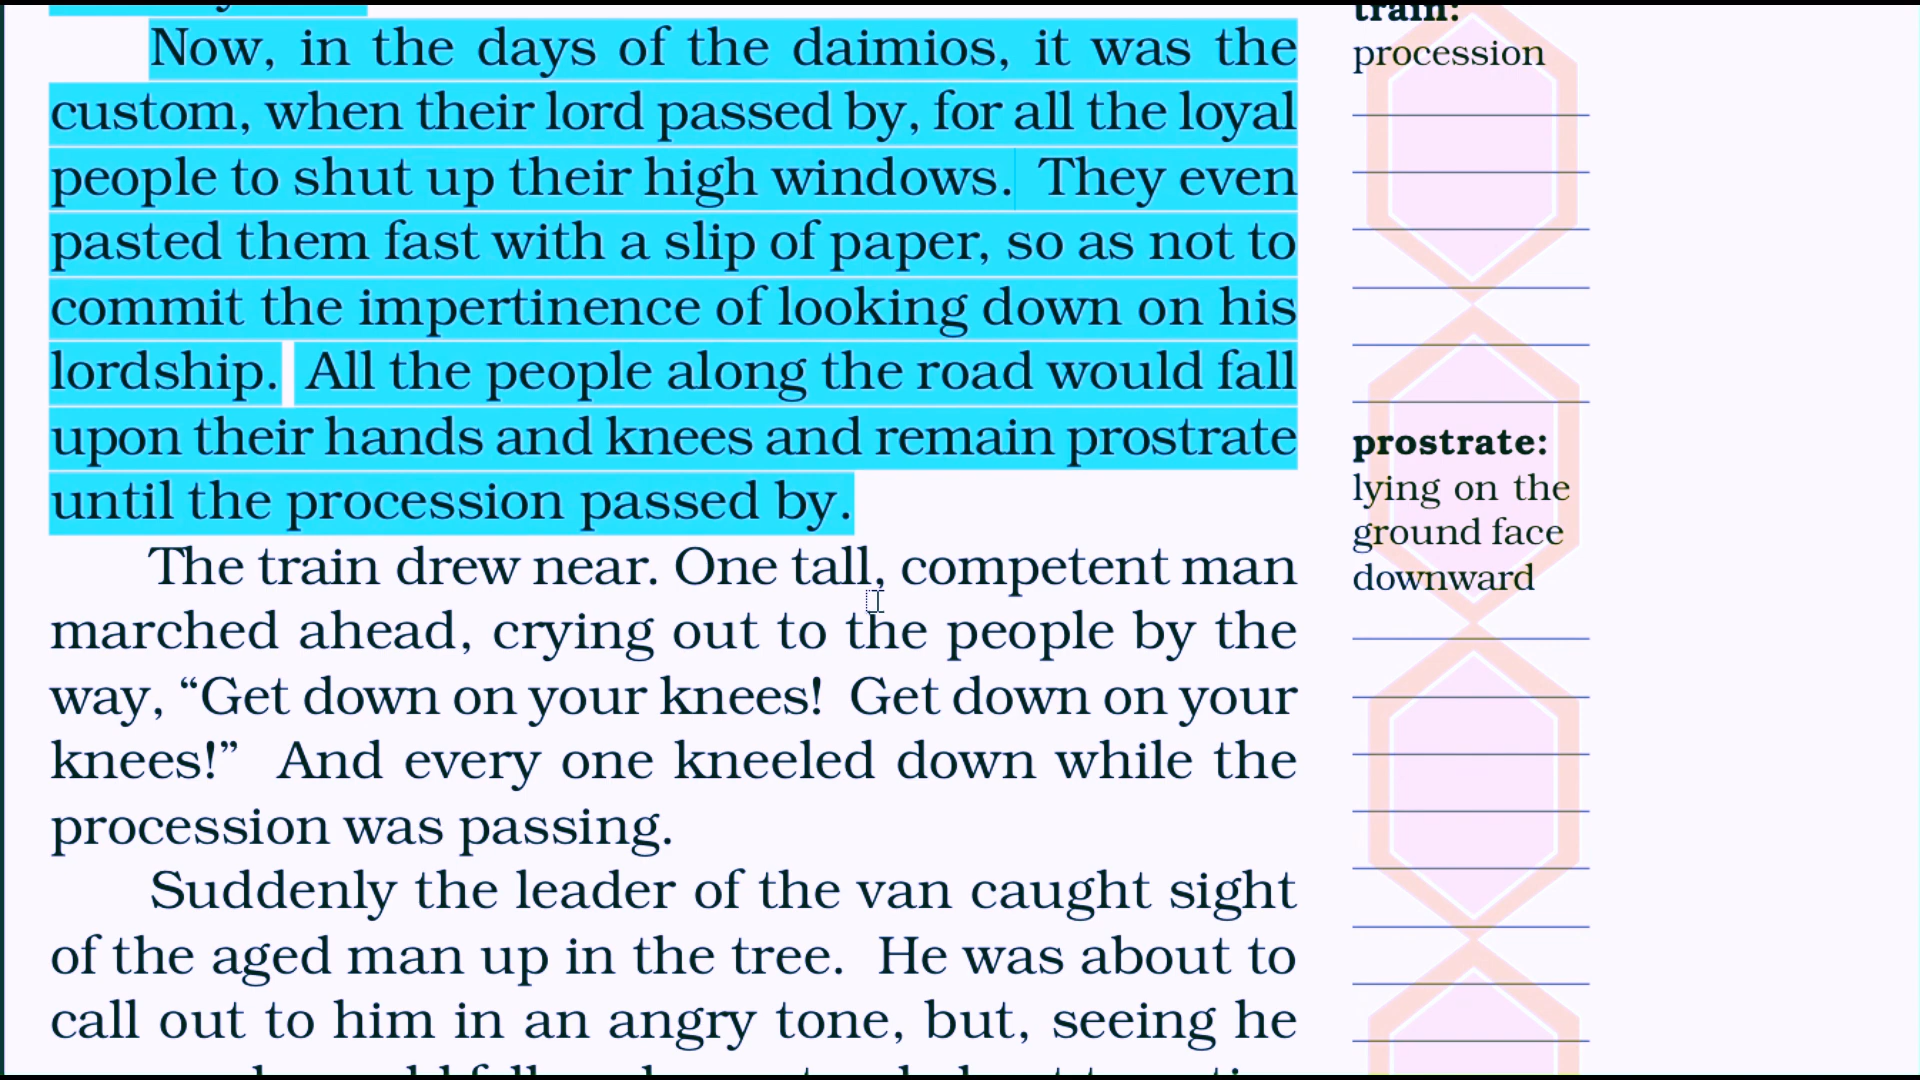 Now, in the days of the daimios, it was the
custom, when their lord passed by, for all the loyal
people to shut up their high windows. They even
pasted them fast with a slip of paper, so as not to
commit the impertinence of looking down on his
lordship. All the people along the road would fall
upon their hands and knees and remain prostrate
until the procession passed by.
The train drew near. One tall, competent man
marched ahead, crying out to the people by the
way, “Get down on your knees! Get down on your
knees!” And every one kneeled down while the
procession was passing.
Suddenly the leader of the van caught sight
of the aged man up in the tree. He was about to
call out to him in an angry tone, but, seeing he
train:
procession
prostrate:
lying on the
ground face
downward